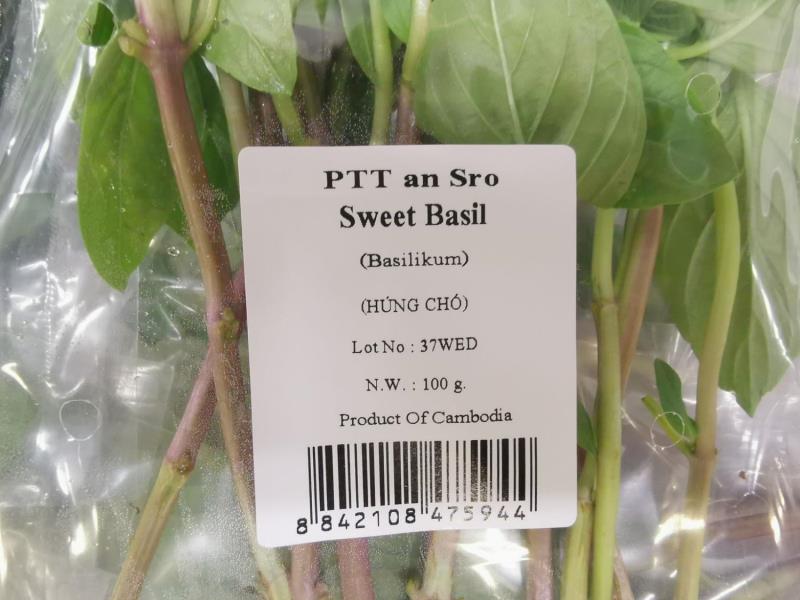 PTT an Sro
Sweet Basil
(Basilikum)
(HÚNG CHÓ)
Lot No : 37WED
N.W. : 100 g.
Product Of Cambodia
8 842108 475944